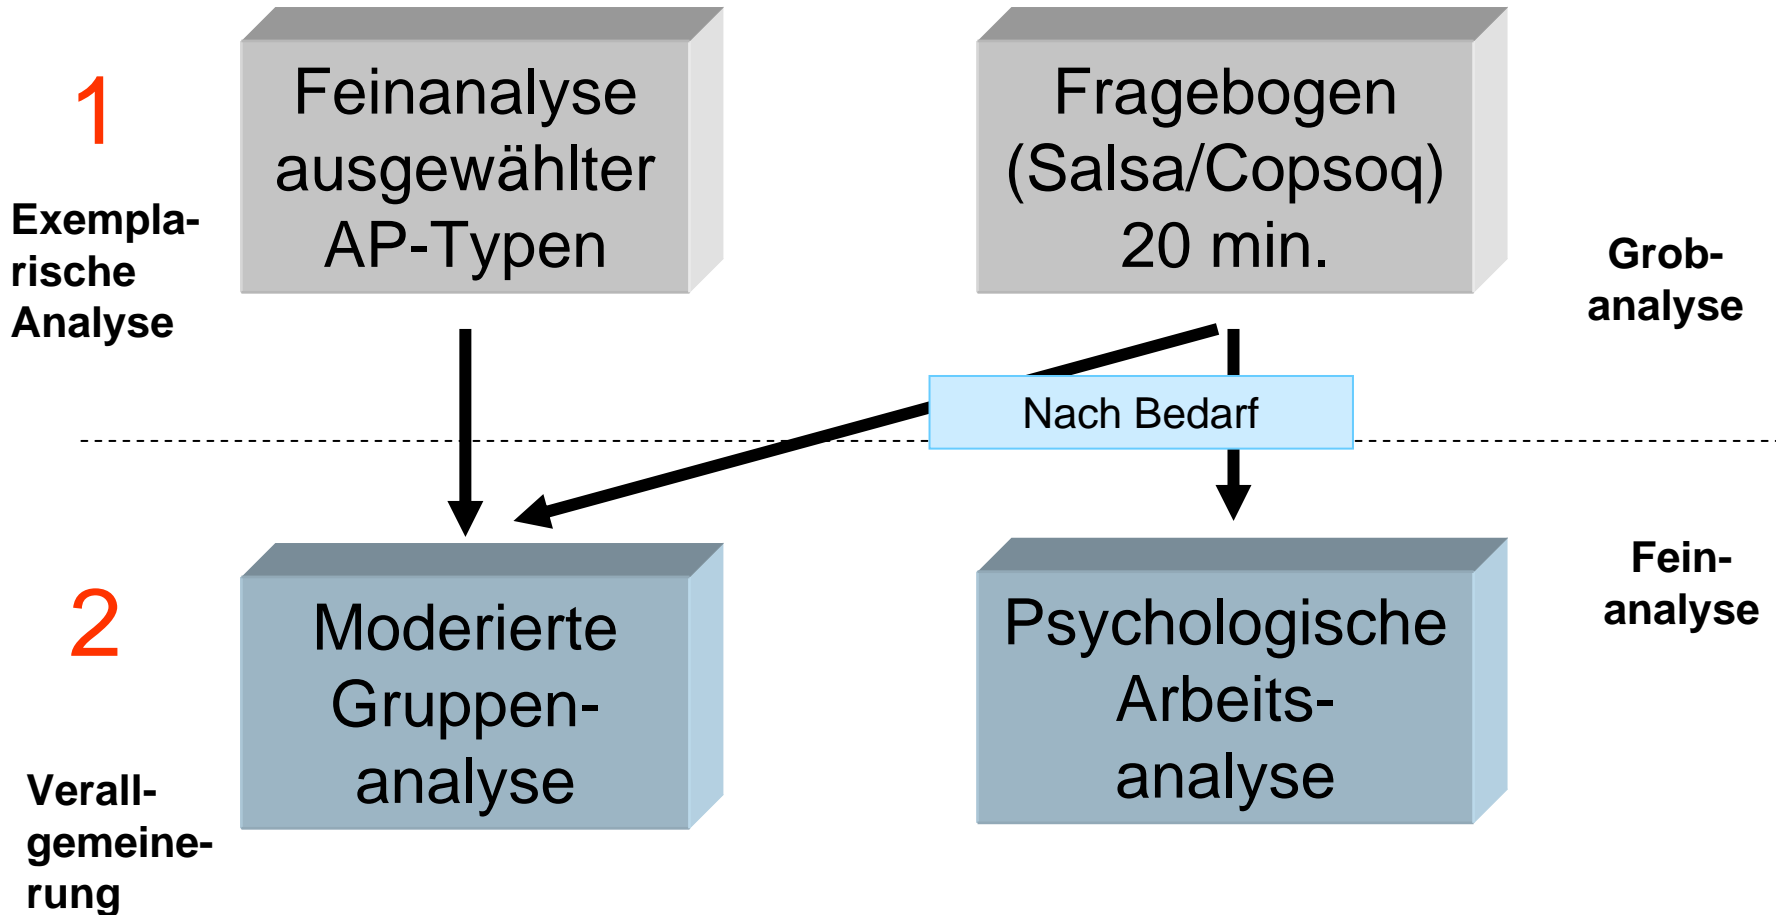 1
Exempla-
rische
Analyse
Feinanalyse
ausgewählter
AP-Typen
Fragebogen
(Salsa/Copsoq)
20 min.
Grob-
analyse
Nach Bedarf
2
Verall-
gemeine-
rung
Moderierte
Gruppen-
analyse
Psychologische
Arbeits-
analyse
Fein-
analyse